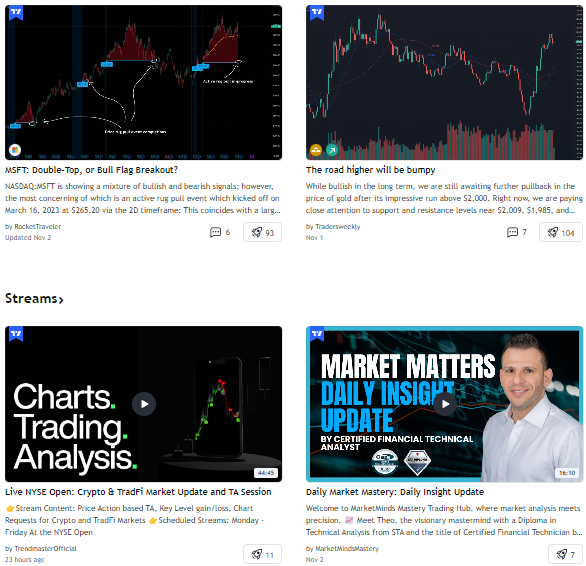 Active rug pull in progress
Price rug pull event completions
MSFT: Double-Top, or Bull Flag Breakout?
NASDAQ:MSFT is showing a mixture of bullish and bearish signals; however,
the most concerning of which is an active rug pull event which kicked off on
March 16, 2023 at $265.20 via the 2D timeframe: This coincides with a larg...
by RocketTraveler
Updated Nov 2
6
93
The road higher will be bumpy
While bullish in the long term, we are still awaiting further pullback in the
price of gold after its impressive run above $2,000. Right now, we are paying
close attention to support and resistance levels near $2,009, $1,985, and...
by Tradersweekly
Nov 1
7
104
Streams›
Charts.
Trading.
Analysis.
44:45
Live NYSE Open: Crypto & TradFi Market Update and TA Session
👉Stream Content: Price Action based TA, Key Level gain/loss, Chart
Requests for Crypto and TradFi Markets 👉Scheduled Streams: Monday -
Friday At the NYSE Open
by TrendmasterOfficial
23 hours ago
11
MARKET MATTERS
DAILY INSIGHT
UPDATE
BY CERTIFIED FINANCIAL TECHNICAL
ANALYST
16:10
Daily Market Mastery: Daily Insight Update
Welcome to MarketMinds Mastery Trading Hub, where market analysis meets
precision. 📈 Meet Theo, the visionary mastermind with a Diploma in
Technical Analysis from STA and the title of Certified Financial Technician b...
by MarketMindsMastery
Nov 2
7